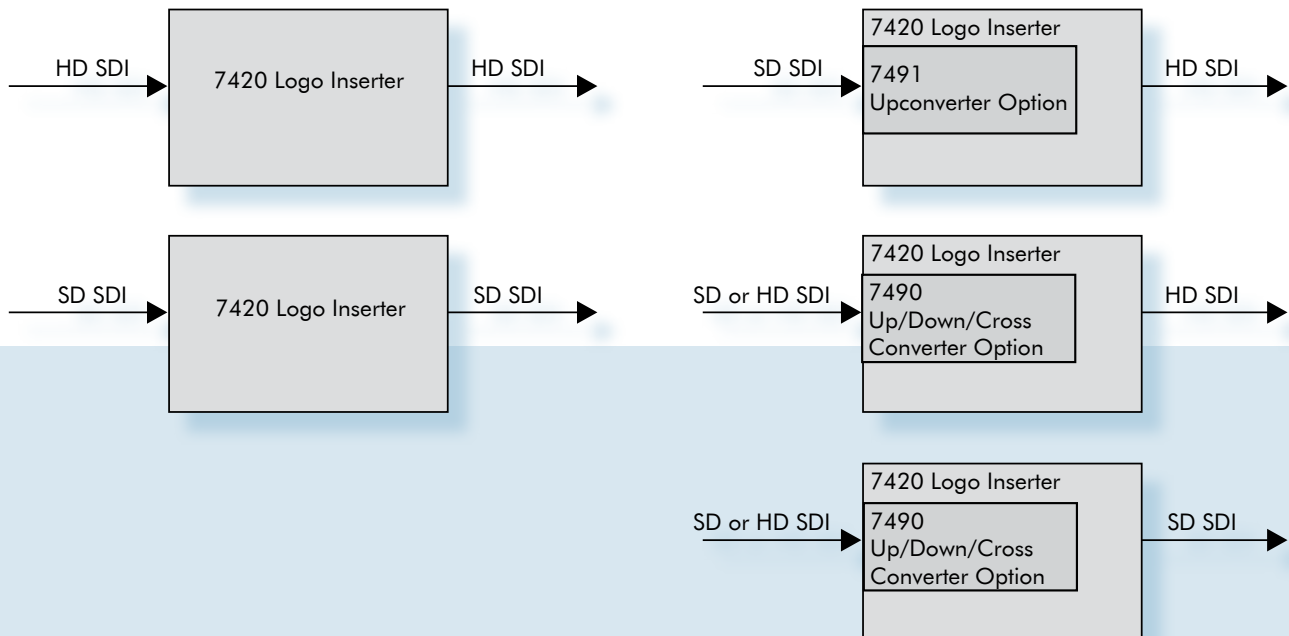 HD SDI
7420 Logo Inserter
HD SDI
SD SDI
7420 Logo Inserter
SD SDI
7420 Logo Inserter
SD SDI
7491
Upconverter Option
HD SDI
7420 Logo Inserter
SD or HD SDI
7490
Up/Down/Cross
Converter Option
HD SDI
7420 Logo Inserter
SD or HD SDI
7490
Up/Down/Cross
Converter Option
SD SDI